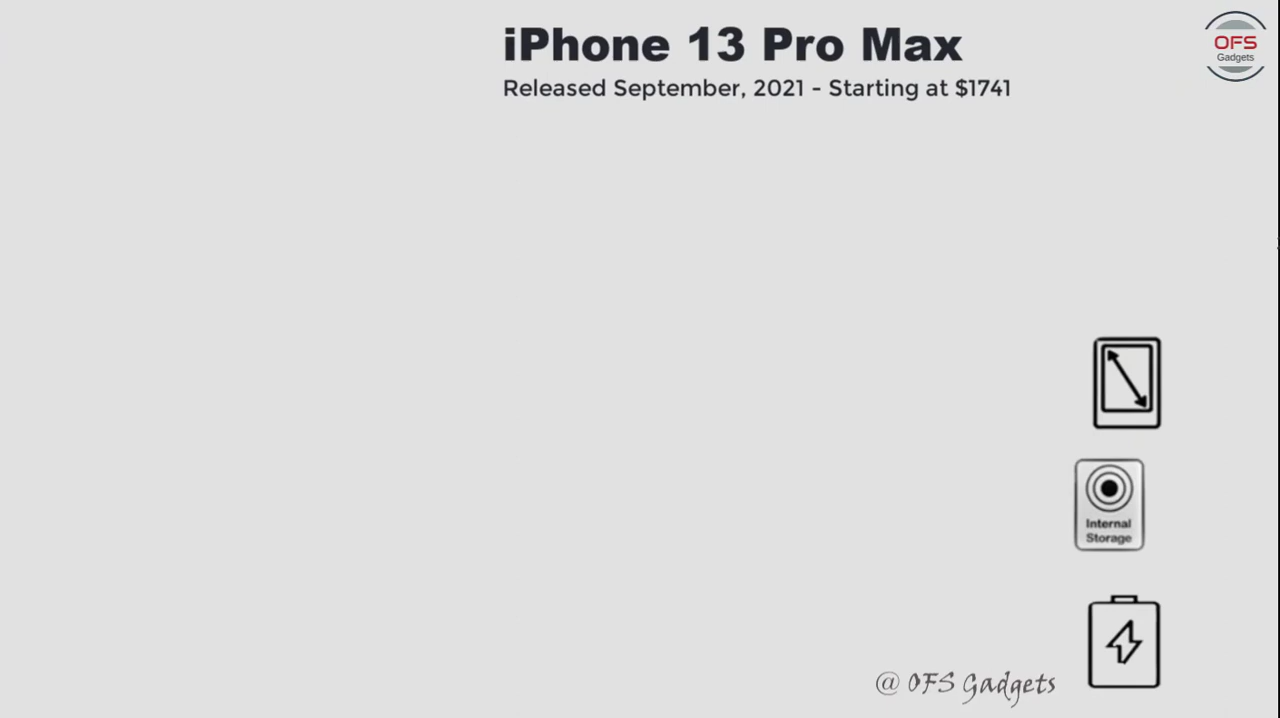 iPhone 13 Pro Max
Released September, 2021 - Starting at $1741
OFS
Gadgets
Internal
Storage
@ OFS Gadgets